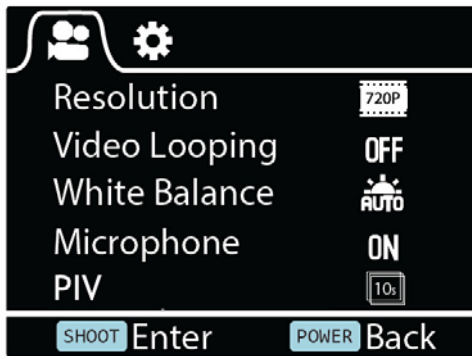 Resolution 720P
Video Looping OFF
White Balance AUTO
Microphone ON
PIV 10s
SHOOT Enter POWER Back